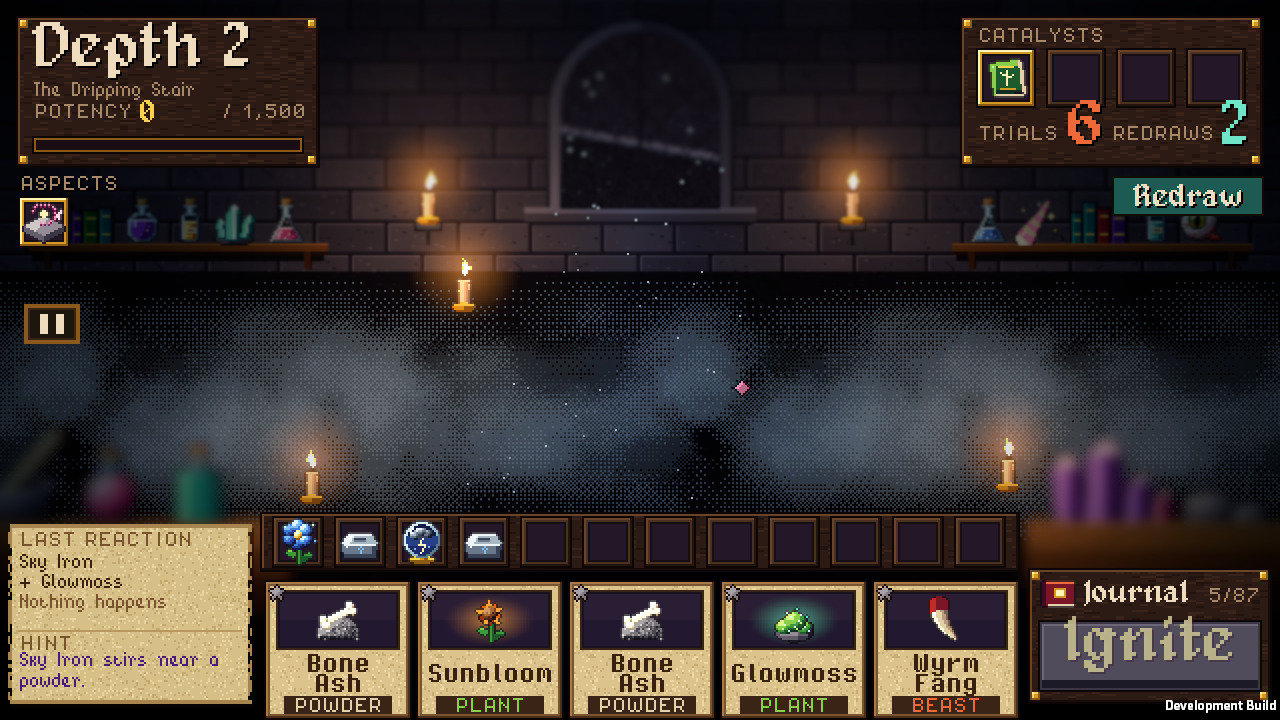 Depth 2
The Dripping Stair
POTENCY 0 / 1,500
ASPECTS
CATALYSTS
TRIALS 6 REDRAWS 2
Redraw
LAST REACTION
Sky Iron
+ Glowmoss
Nothing happens
HINT
Sky Iron stirs near a
powder.
Bone
Ash
POWDER
Sunbloom
PLANT
Bone
Ash
POWDER
Glowmoss
PLANT
Wyrm
Fang
BEAST
Journal 5/87
Ignite
Development Build